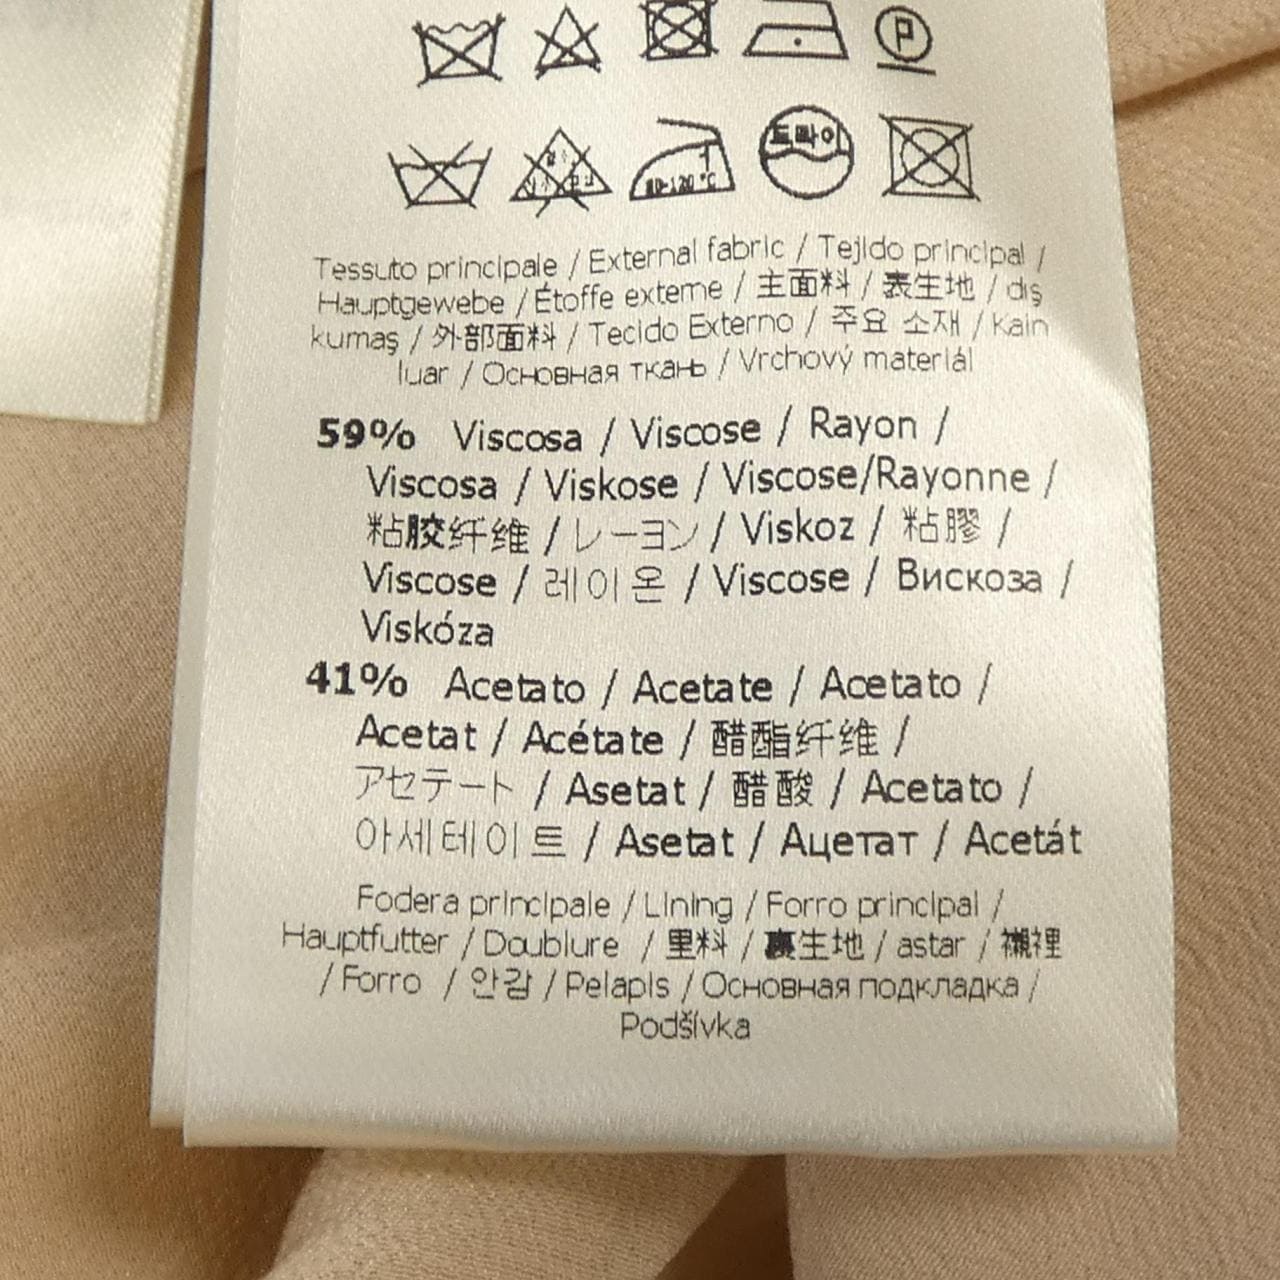 P
드라이
80-120°C
Tessuto principale / External fabric / Tejido principal /
Hauptgewebe / Étoffe externe / 主面料 / 表生地 / dış
kumaş / 外部面料 / Tecido Externo / 주요 소재 / Kain
luar / Основная ткань / Vrchový materiál
59% Viscosa / Viscose / Rayon /
Viscosa / Viskose / Viscose/Rayonne /
粘胶纤维 / レーヨン / Viskoz / 粘膠 /
Viscose / 레이온 / Viscose / Вискоза /
Viskóza
41% Acetato / Acetate / Acetato /
Acetat / Acétate / 醋酯纤维 /
アセテート / Asetat / 醋酸 / Acetato /
아세테이트 / Asetat / Ацетат / Acetát
Fodera principale / Lining / Forro principal /
Hauptfutter / Doublure / 里料 / 裏生地 / astar / 襯裡
/ Forro / 안감 / Pelapis / Основная подкладка /
Podšívka